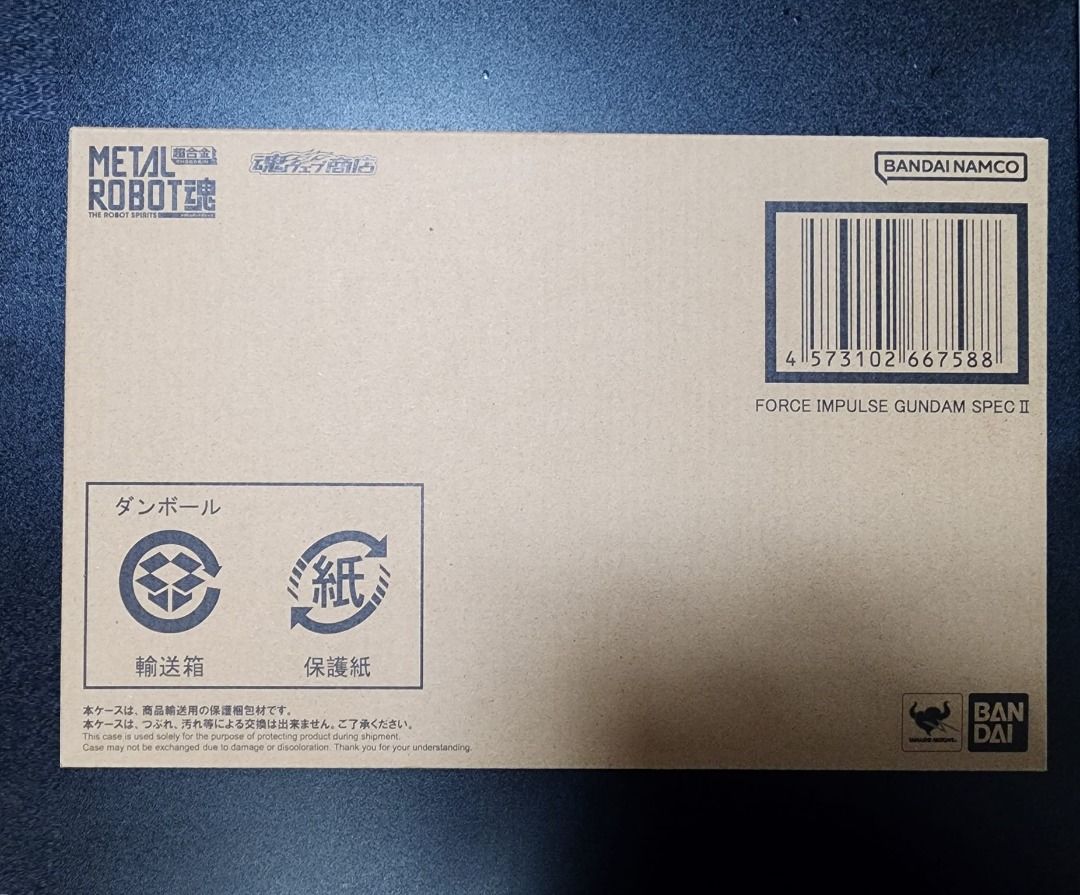 METAL 超合金
ROBOT魂
THE ROBOT SPIRITS
魂ウェブ商店
BANDAI NAMCO
4 573102 667588
FORCE IMPULSE GUNDAM SPECⅡ
ダンボール
紙
輸送箱
保護紙
本ケースは、商品輸送用の保護梱包材です。
本ケースは、つぶれ、汚れ等による交換は出来ません。ご了承ください。
This case is used solely for the purpose of protecting product during shipment.
Case may not be exchanged due to damage or discoloration. Thank you for your understanding.
TAMASHII NATIONS
BAN
DAI